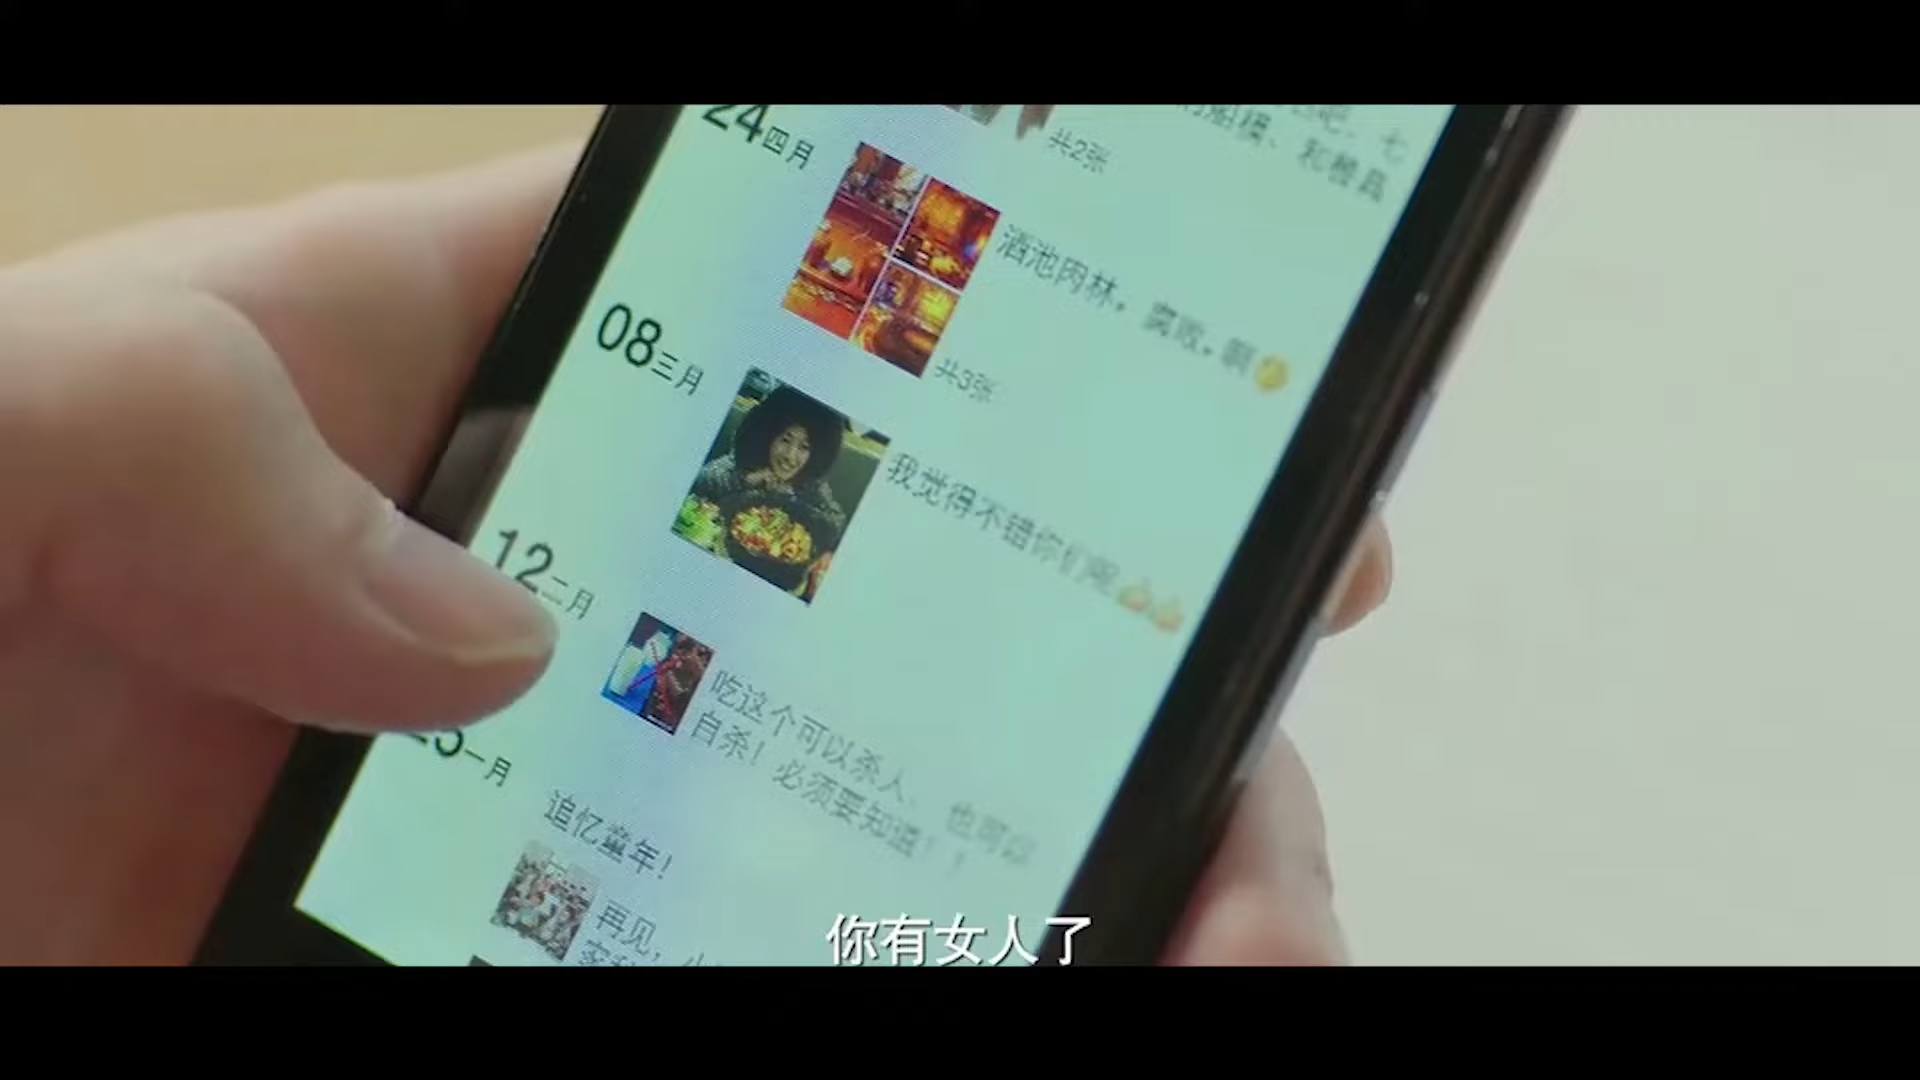 24四月
共2张
酒池肉林，腐败，啊
共3张
08三月
我觉得不错你们呢
12二月
吃这个可以杀人，也可以
自杀！必须要知道！！
一月
追忆童年！
再见，小
你有女人了